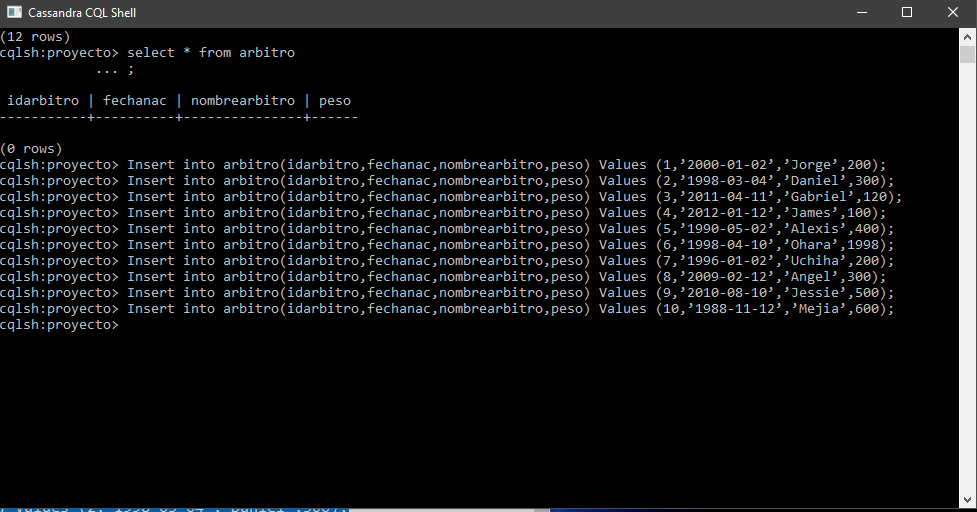 Cassandra CQL Shell
(12 rows)
cqlsh:proyecto> select * from arbitro
            ... ;
 idarbitro | fechanac | nombrearbitro | peso
-----------+----------+---------------+------
(0 rows)
cqlsh:proyecto> Insert into arbitro(idarbitro,fechanac,nombrearbitro,peso) Values (1,’2000-01-02’,’Jorge’,200);
cqlsh:proyecto> Insert into arbitro(idarbitro,fechanac,nombrearbitro,peso) Values (2,’1998-03-04’,’Daniel’,300);
cqlsh:proyecto> Insert into arbitro(idarbitro,fechanac,nombrearbitro,peso) Values (3,’2011-04-11’,’Gabriel’,120);
cqlsh:proyecto> Insert into arbitro(idarbitro,fechanac,nombrearbitro,peso) Values (4,’2012-01-12’,’James’,100);
cqlsh:proyecto> Insert into arbitro(idarbitro,fechanac,nombrearbitro,peso) Values (5,’1990-05-02’,’Alexis’,400);
cqlsh:proyecto> Insert into arbitro(idarbitro,fechanac,nombrearbitro,peso) Values (6,’1998-04-10’,’Ohara’,1998);
cqlsh:proyecto> Insert into arbitro(idarbitro,fechanac,nombrearbitro,peso) Values (7,’1996-01-02’,’Uchiha’,200);
cqlsh:proyecto> Insert into arbitro(idarbitro,fechanac,nombrearbitro,peso) Values (8,’2009-02-12’,’Angel’,300);
cqlsh:proyecto> Insert into arbitro(idarbitro,fechanac,nombrearbitro,peso) Values (9,’2010-08-10’,’Jessie’,500);
cqlsh:proyecto> Insert into arbitro(idarbitro,fechanac,nombrearbitro,peso) Values (10,’1988-11-12’,’Mejia’,600);
cqlsh:proyecto>